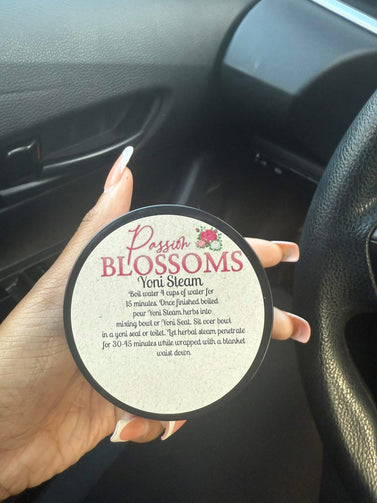 Passion
BLOSSOMS
Yoni Steam
Boil water 4 cups of water for
15 minutes. Once finished boiled
pour Yoni Steam herbs into
mixing bowl or Yoni Seat. Sit over bowl
in a yoni seat or toilet. Let herbal steam penetrate
for 30-45 minutes while wrapped with a blanket
waist down